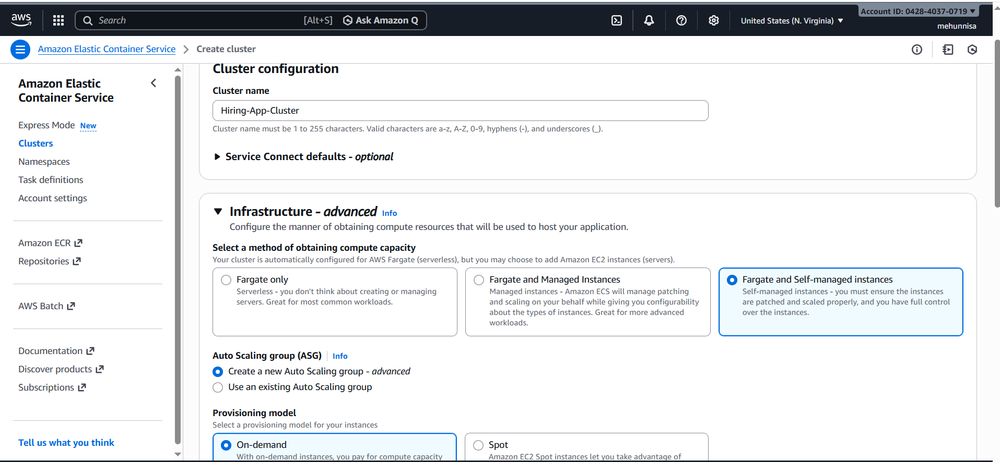 aws
Search [Alt+S] Ask Amazon Q
United States (N. Virginia) ▼
Account ID: 0428-4037-0719 ▼
mehunnisa
Amazon Elastic Container Service > Create cluster
Amazon Elastic
Container Service
Express Mode New
Clusters
Namespaces
Task definitions
Account settings
Amazon ECR
Repositories
AWS Batch
Documentation
Discover products
Subscriptions
Tell us what you think
Cluster configuration
Cluster name
Hiring-App-Cluster
Cluster name must be 1 to 255 characters. Valid characters are a-z, A-Z, 0-9, hyphens (-), and underscores (_).
Service Connect defaults - optional
Infrastructure - advanced Info
Configure the manner of obtaining compute resources that will be used to host your application.
Select a method of obtaining compute capacity
Your cluster is automatically configured for AWS Fargate (serverless), but you may choose to add Amazon EC2 instances (servers).
Fargate only
Serverless - you don't think about creating or managing
servers. Great for most common workloads.
Fargate and Managed Instances
Managed instances - Amazon ECS will manage patching
and scaling on your behalf while giving you configurability
about the types of instances. Great for more advanced
workloads.
Fargate and Self-managed instances
Self-managed instances - you must ensure the instances
are patched and scaled properly, and you have full control
over the instances.
Auto Scaling group (ASG) Info
Create a new Auto Scaling group - advanced
Use an existing Auto Scaling group
Provisioning model
Select a provisioning model for your instances
On-demand
With on-demand instances, you pay for compute capacity
Spot
Amazon EC2 Spot instances let you take advantage of